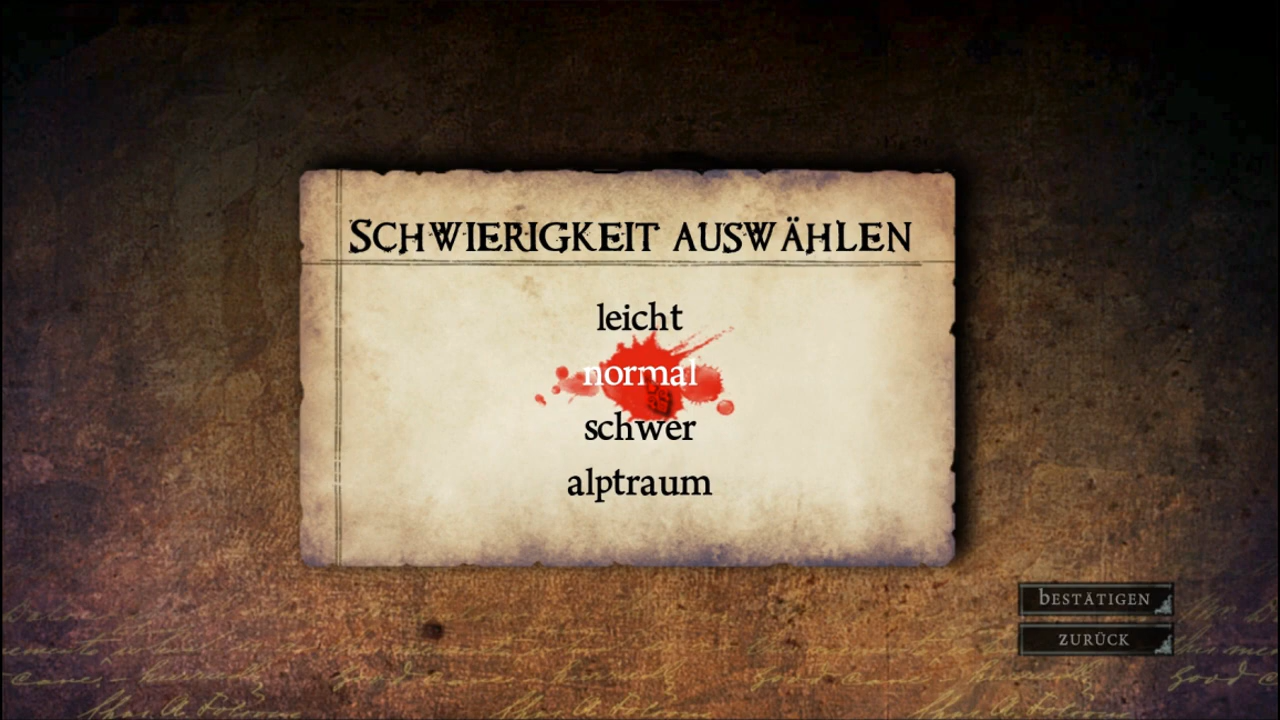 SCHWIERIGKEIT AUSWÄHLEN
leicht
normal
schwer
alptraum
BESTÄTIGEN
ZURÜCK